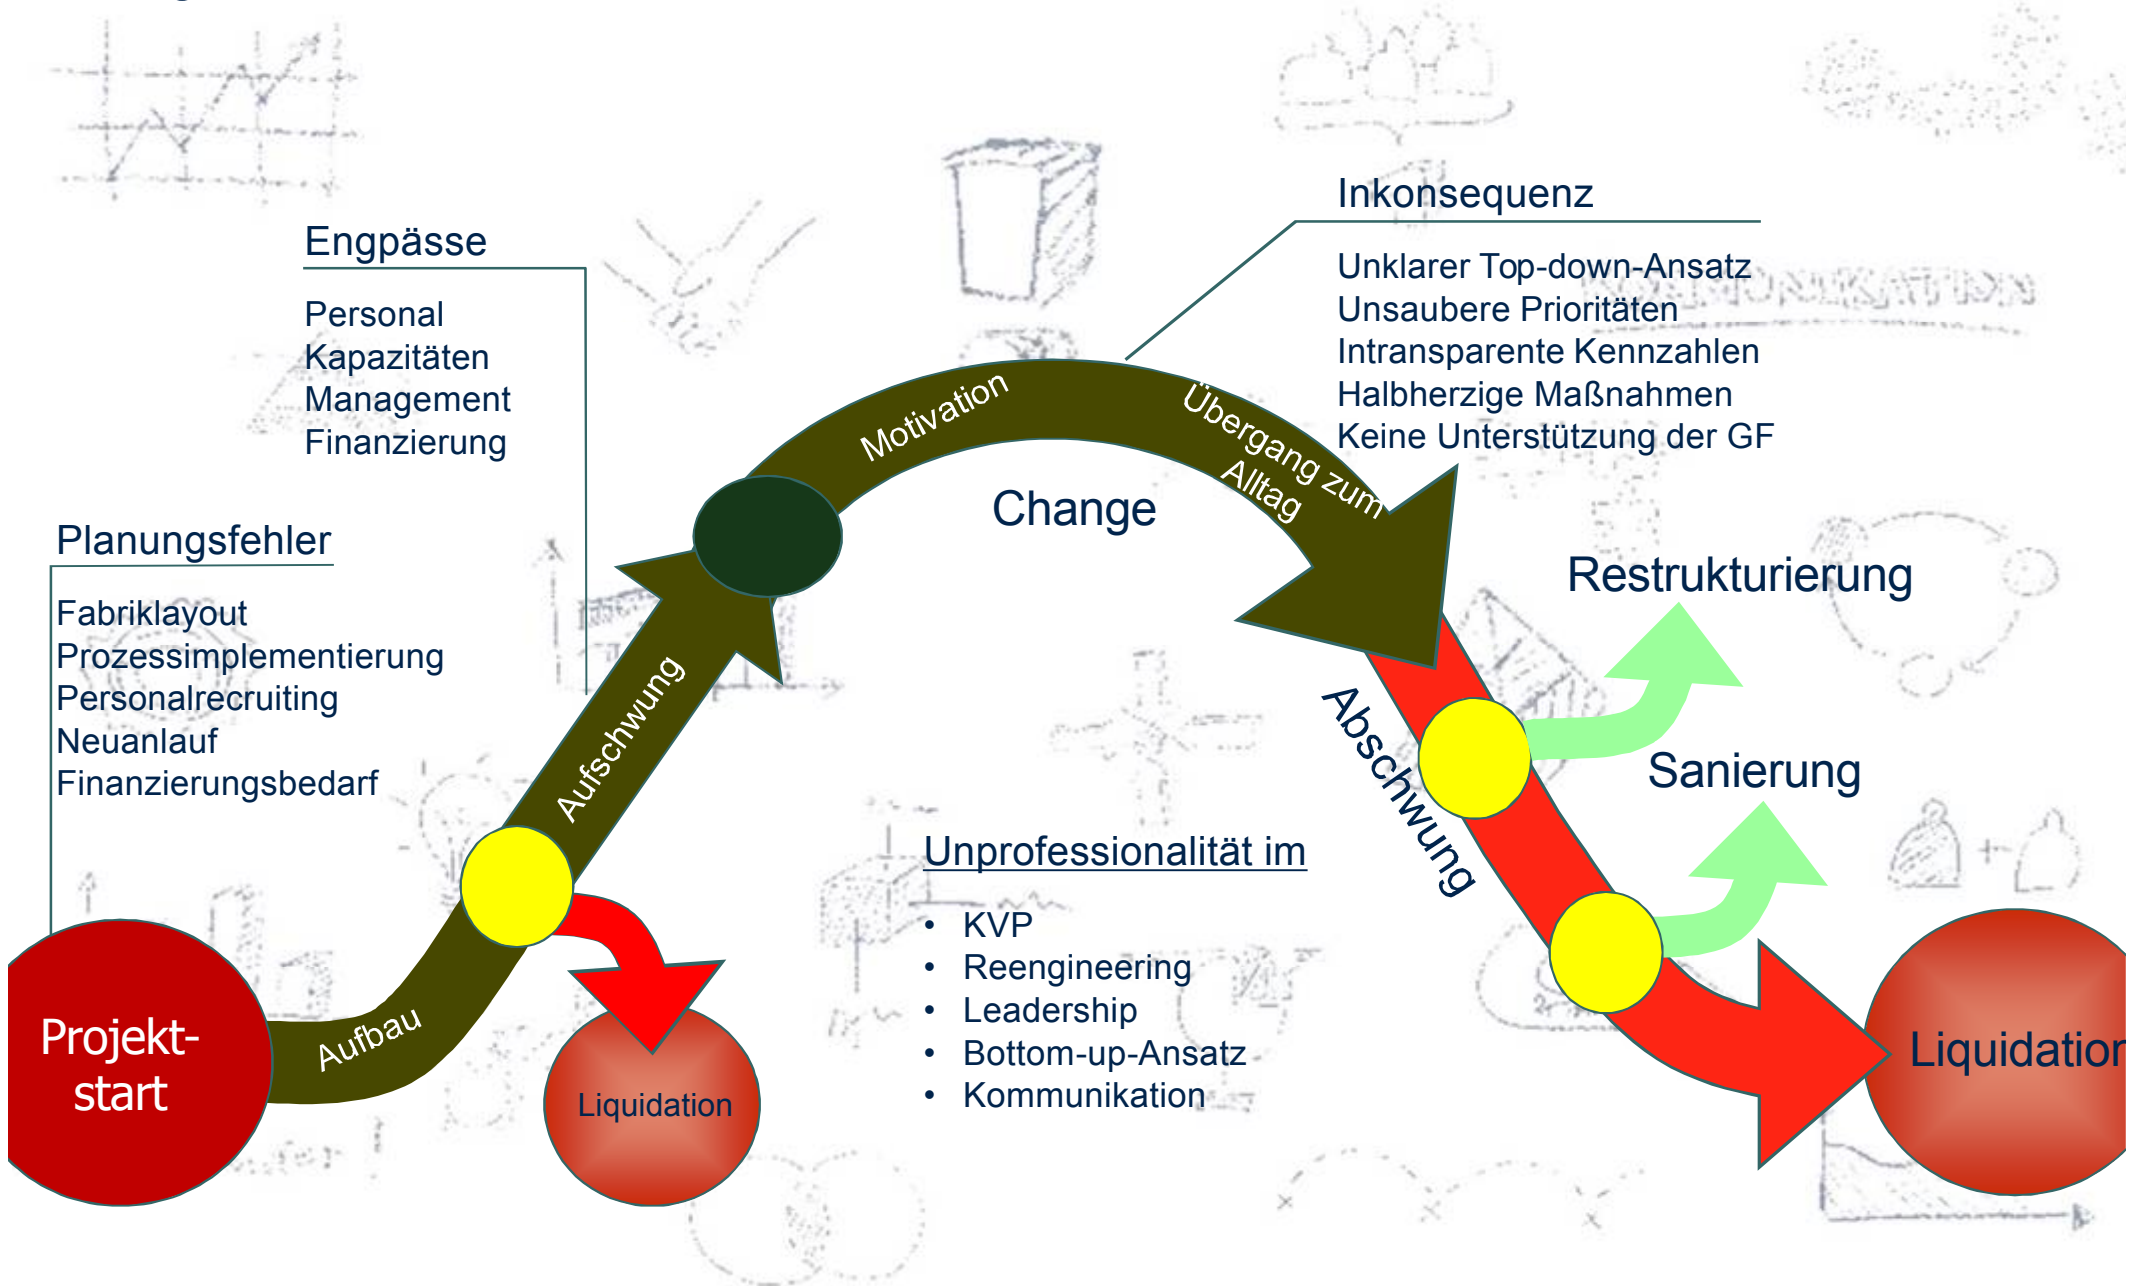 Inkonsequenz
Unklarer Top-down-Ansatz
Unsaubere Prioritäten
Intransparente Kennzahlen
Halbherzige Maßnahmen
Keine Unterstützung der GF
KOMMUNIKATION
Engpässe
Personal
Kapazitäten
Management
Finanzierung
Motivation
Übergang zum
Alltag
Change
Planungsfehler
Fabriklayout
Prozessimplementierung
Personalrecruiting
Neuanlauf
Finanzierungsbedarf
Aufschwung
Restrukturierung
Sanierung
Abschwung
Unprofessionalität im
• KVP
• Reengineering
• Leadership
• Bottom-up-Ansatz
• Kommunikation
Projekt-
start
Aufbau
Liquidation
Liquidation